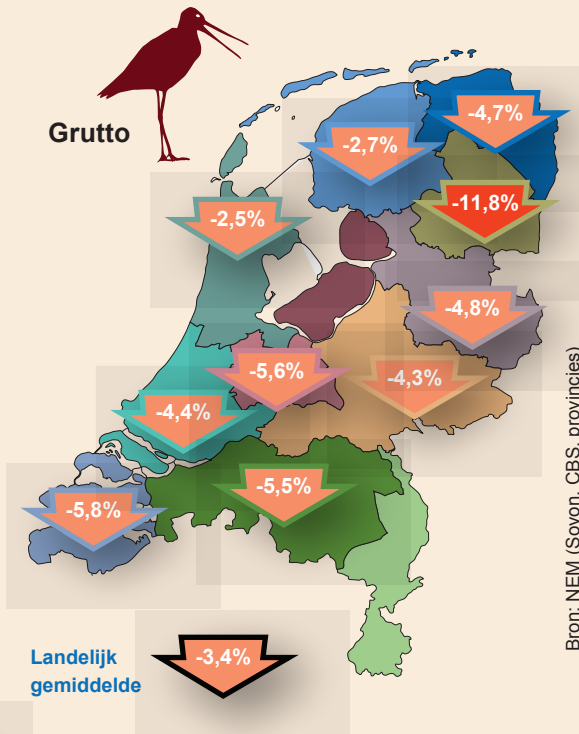 Grutto
-4,7%
-2,7%
-11,8%
-2,5%
-4,8%
-5,6%
-4,3%
-4,4%
-5,5%
-5,8%
Landelijk
gemiddelde
-3,4%
Bron: NEM (Sovon, CBS, provincies)